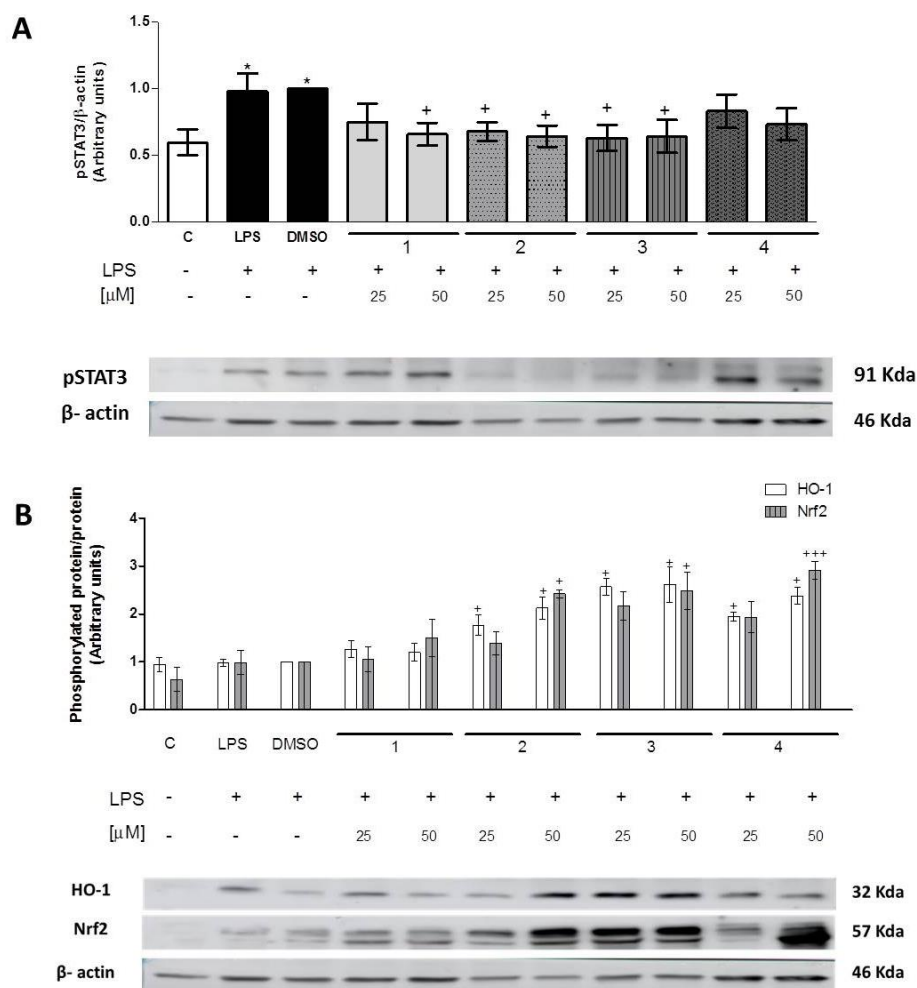 A
pSTAT3/β-actin
(Arbitrary units)
1.5
1.0
0.5
0.0
* * + + + + +
C LPS DMSO 1 2 3 4
LPS - + + + + + + + + + +
[μM] - - - 25 50 25 50 25 50 25 50
pSTAT3 91 Kda
β- actin 46 Kda
B
HO-1
Nrf2
Phosphorylated protein/protein
(Arbitrary units)
4
3
2
1
0
+ + + + + + + + +++
C LPS DMSO 1 2 3 4
LPS - + + + + + + + + + +
[μM] - - - 25 50 25 50 25 50 25 50
HO-1 32 Kda
Nrf2 57 Kda
β- actin 46 Kda